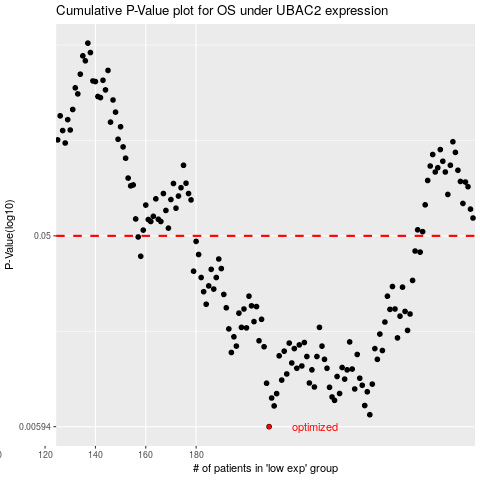 Cumulative P-Value plot for OS under UBAC2 expression
P-Value(log10)
0.05
0.00594
optimized
0 120 140 160 180
# of patients in 'low exp' group